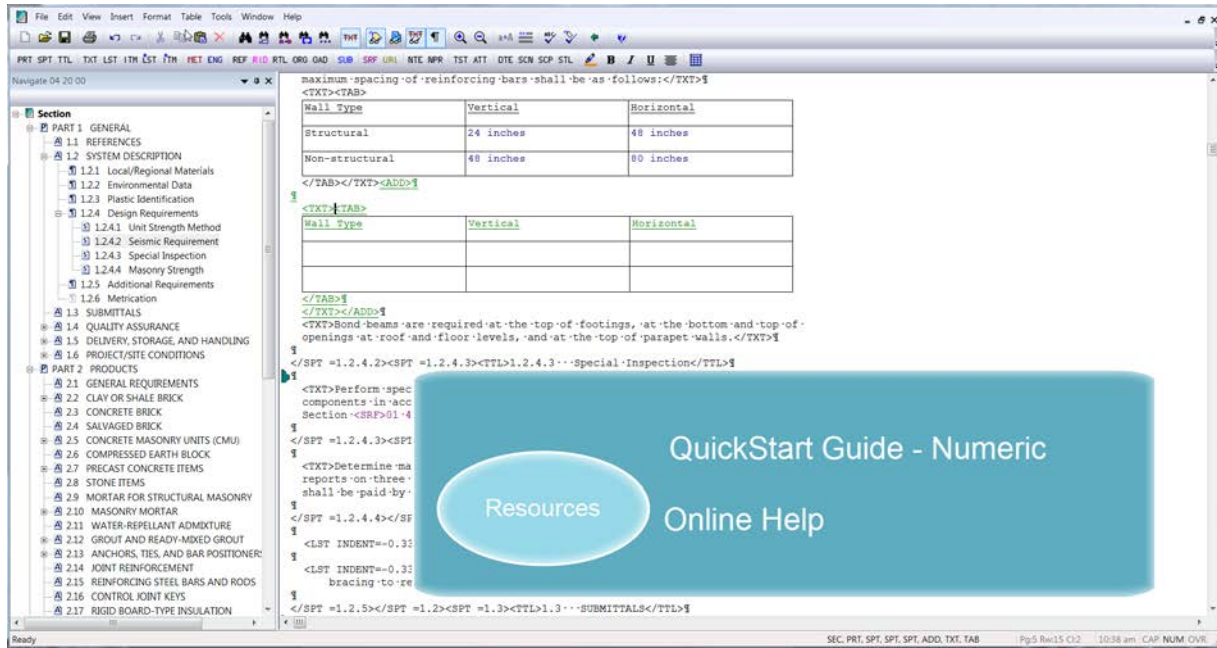 File Edit View Insert Format Table Tools Window Help
PRT SPT TTL TXT LST ITM LST ITM MET ENG REF RID RTL ORG OAD SUB SRF URL NTE NPR TST ATT DTE SCN SCP STL B I U
Navigate 04 20 00
Section
PART 1 GENERAL
1.1 REFERENCES
1.2 SYSTEM DESCRIPTION
1.2.1 Local/Regional Materials
1.2.2 Environmental Data
1.2.3 Plastic Identification
1.2.4 Design Requirements
1.2.4.1 Unit Strength Method
1.2.4.2 Seismic Requirement
1.2.4.3 Special Inspection
1.2.4.4 Masonry Strength
1.2.5 Additional Requirements
1.2.6 Metrication
1.3 SUBMITTALS
1.4 QUALITY ASSURANCE
1.5 DELIVERY, STORAGE, AND HANDLING
1.6 PROJECT/SITE CONDITIONS
PART 2 PRODUCTS
2.1 GENERAL REQUIREMENTS
2.2 CLAY OR SHALE BRICK
2.3 CONCRETE BRICK
2.4 SALVAGED BRICK
2.5 CONCRETE MASONRY UNITS (CMU)
2.6 COMPRESSED EARTH BLOCK
2.7 PRECAST CONCRETE ITEMS
2.8 STONE ITEMS
2.9 MORTAR FOR STRUCTURAL MASONRY
2.10 MASONRY MORTAR
2.11 WATER-REPELLANT ADMIXTURE
2.12 GROUT AND READY-MIXED GROUT
2.13 ANCHORS, TIES, AND BAR POSITIONERS
2.14 JOINT REINFORCEMENT
2.15 REINFORCING STEEL BARS AND RODS
2.16 CONTROL JOINT KEYS
2.17 RIGID BOARD-TYPE INSULATION
maximum·spacing·of·reinforcing·bars·shall·be·as·follows:</TXT>¶
<TXT><TAB>
Wall Type Vertical Horizontal
Structural 24 inches 48 inches
Non-structural 48 inches 80 inches
</TAB></TXT><ADD>¶
¶
<TXT><TAB>
Wall Type Vertical Horizontal
</TAB>¶
</TXT></ADD>¶
<TXT>Bond·beams·are·required·at·the·top·of·footings,·at·the·bottom·and·top·of·
openings·at·roof·and·floor·levels,·and·at·the·top·of·parapet·walls.</TXT>¶
¶
</SPT =1.2.4.2><SPT =1.2.4.3><TTL>1.2.4.3···Special·Inspection</TTL>¶
¶
<TXT>Perform·spec
components·in·acc
Section·<SRF>01·4
¶
</SPT =1.2.4.3><SPT
¶
<TXT>Determine·ma
reports·on·three·
shall·be·paid·by·
¶
</SPT =1.2.4.4></SP
¶
<LST INDENT=-0.33
¶
<LST INDENT=-0.33
bracing·to·re
¶
</SPT =1.2.5></SPT =1.2><SPT =1.3><TTL>1.3···SUBMITTALS</TTL>¶
Resources
QuickStart Guide - Numeric
Online Help
Ready SEC, PRT, SPT, SPT, SPT, ADD, TXT, TAB Pg:5 Rw:15 Cl:2 10:38 am CAP NUM OVR